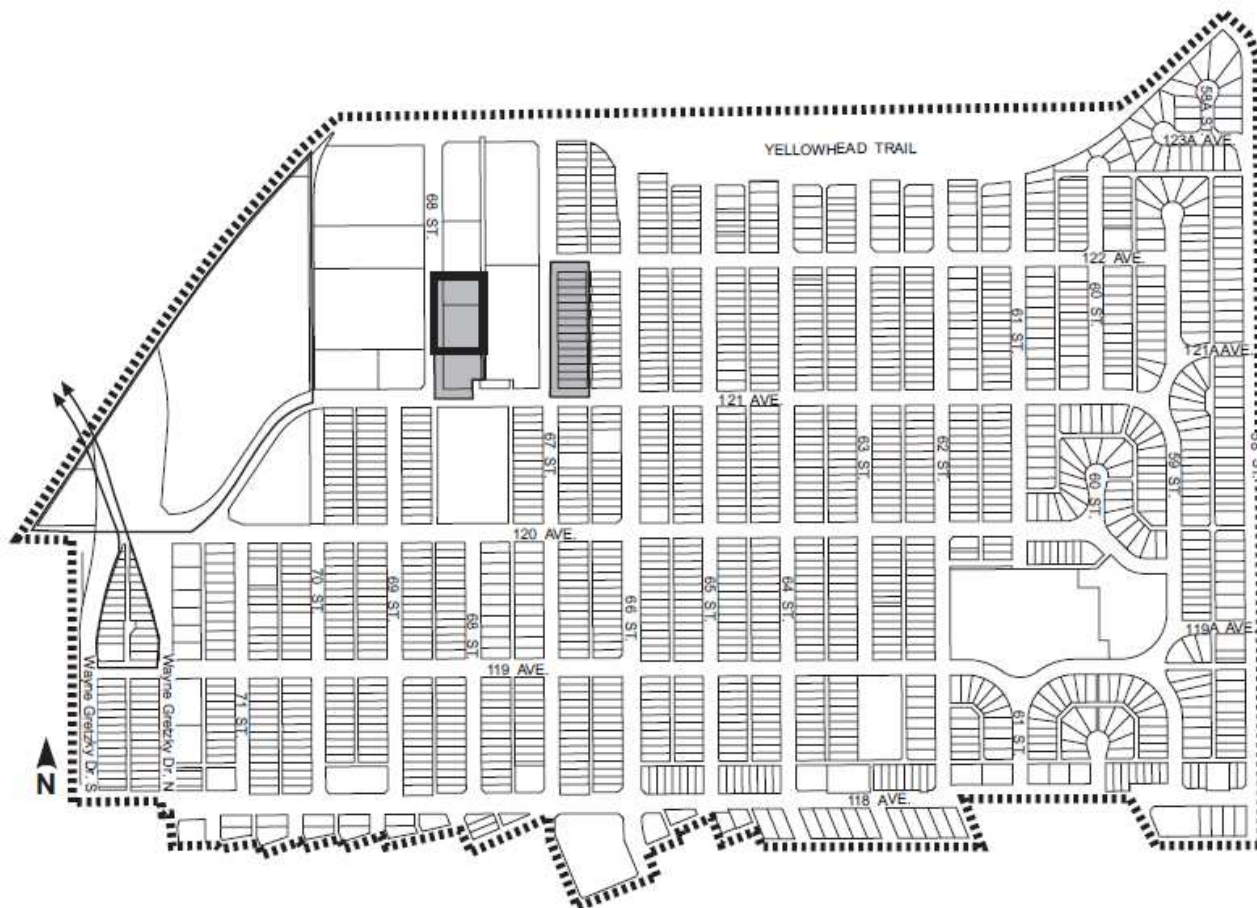 58A ST.
123A AVE.
YELLOWHEAD TRAIL
68 ST.
122 AVE.
60 ST.
61 ST
121A AVE.
121 AVE.
67 ST.
63 ST.
62 ST.
59 ST.
60 ST.
120 AVE.
70 ST.
69 ST.
68 ST.
66 ST.
65 ST.
64 ST.
119A AVE.
119 AVE.
Wayne Gretzky Dr. S
Wayne Gretzky Dr. N
71 ST.
61 ST
N
118 AVE.